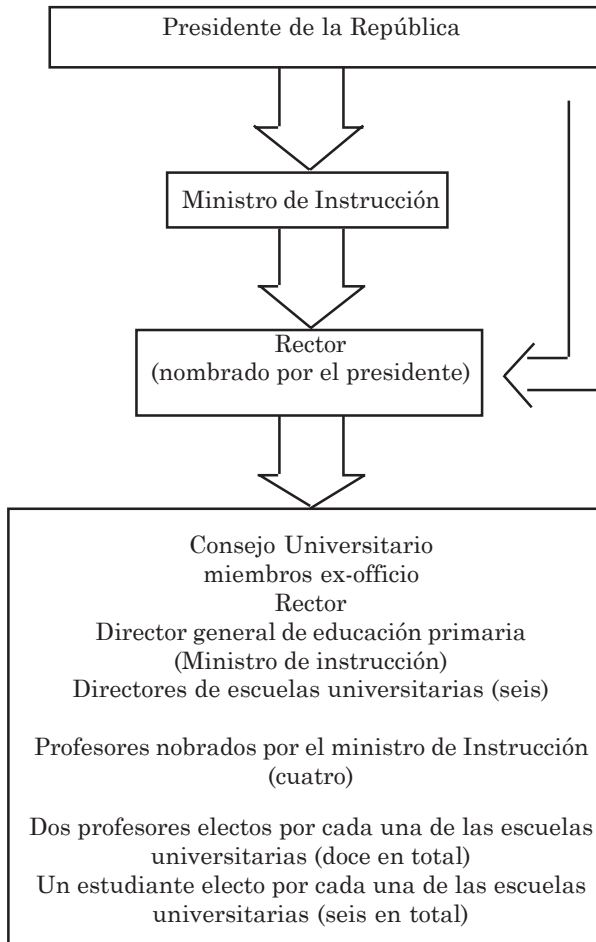 Presidente de la República
Ministro de Instrucción
Rector
(nombrado por el presidente)
Consejo Universitario
miembros ex-officio
Rector
Director general de educación primaria
(Ministro de instrucción)
Directores de escuelas universitarias (seis)
Profesores nobrados por el ministro de Instrucción
(cuatro)
Dos profesores electos por cada una de las escuelas
universitarias (doce en total)
Un estudiante electo por cada una de las escuelas
universitarias (seis en total)